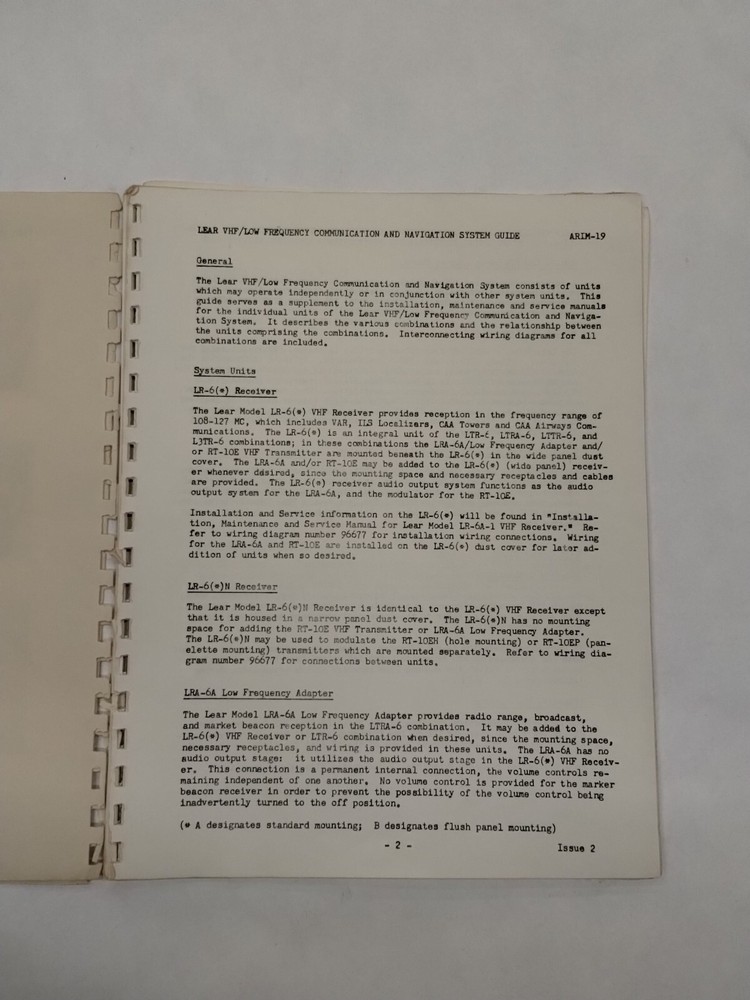 LEAR VHF/LOW FREQUENCY COMMUNICATION AND NAVIGATION SYSTEM GUIDE ARIM-19
General
The Lear VHF/Low Frequency Communication and Navigation System consists of units
which may operate independently or in conjunction with other system units. This
guide serves as a supplement to the installation, maintenance and service manuals
for the individual units of the Lear VHF/Low Frequency Communication and Naviga-
tion System. It describes the various combinations and the relationship between
the units comprising the combinations. Interconnecting wiring diagrams for all
combinations are included.
System Units
LR-6(*) Receiver
The Lear Model LR-6(*) VHF Receiver provides reception in the frequency range of
108-127 MC, which includes VAR, ILS Localizers, CAA Towers and CAA Airways Com-
munications. The LR-6(*) is an integral unit of the LTR-6, LTRA-6, LTTR-6, and
L3TR-6 combinations; in these combinations the LRA-6A/Low Frequency Adapter and/
or RT-10E VHF Transmitter are mounted beneath the LR-6(*) in the wide panel dust
cover. The LRA-6A and/or RT-10E may be added to the LR-6(*) (wide panel) receiv-
er whenever desired, since the mounting space and necessary receptacles and cables
are provided. The LR-6(*) receiver audio output system functions as the audio
output system for the LRA-6A, and the modulator for the RT-10E.
Installation and Service information on the LR-6(*) will be found in "Installa-
tion, Maintenance and Service Manual for Lear Model LR-6A-1 VHF Receiver." Re-
fer to wiring diagram number 96677 for installation wiring connections. Wiring
for the LRA-6A and RT-10E are installed on the LR-6(*) dust cover for later ad-
dition of units when so desired.
LR-6(*)N Receiver
The Lear Model LR-6(*)N Receiver is identical to the LR-6(*) VHF Receiver except
that it is housed in a narrow panel dust cover. The LR-6(*)N has no mounting
space for adding the RT-10E VHF Transmitter or LRA-6A Low Frequency Adapter.
The LR-6(*)N may be used to modulate the RT-10EH (hole mounting) or RT-10EP (pan-
elette mounting) transmitters which are mounted separately. Refer to wiring dia-
gram number 96677 for connections between units.
LRA-6A Low Frequency Adapter
The Lear Model LRA-6A Low Frequency Adapter provides radio range, broadcast,
and market beacon reception in the LTRA-6 combination. It may be added to the
LR-6(*) VHF Receiver or LTR-6 combination when desired, since the mounting space,
necessary receptacles, and wiring is provided in these units. The LRA-6A has no
audio output stage: it utilizes the audio output stage in the LR-6(*) VHF Receiv-
er. This connection is a permanent internal connection, the volume controls re-
maining independent of one another. No volume control is provided for the marker
beacon receiver in order to prevent the possibility of the volume control being
inadvertently turned to the off position.
(* A designates standard mounting; B designates flush panel mounting)
- 2 -
Issue 2